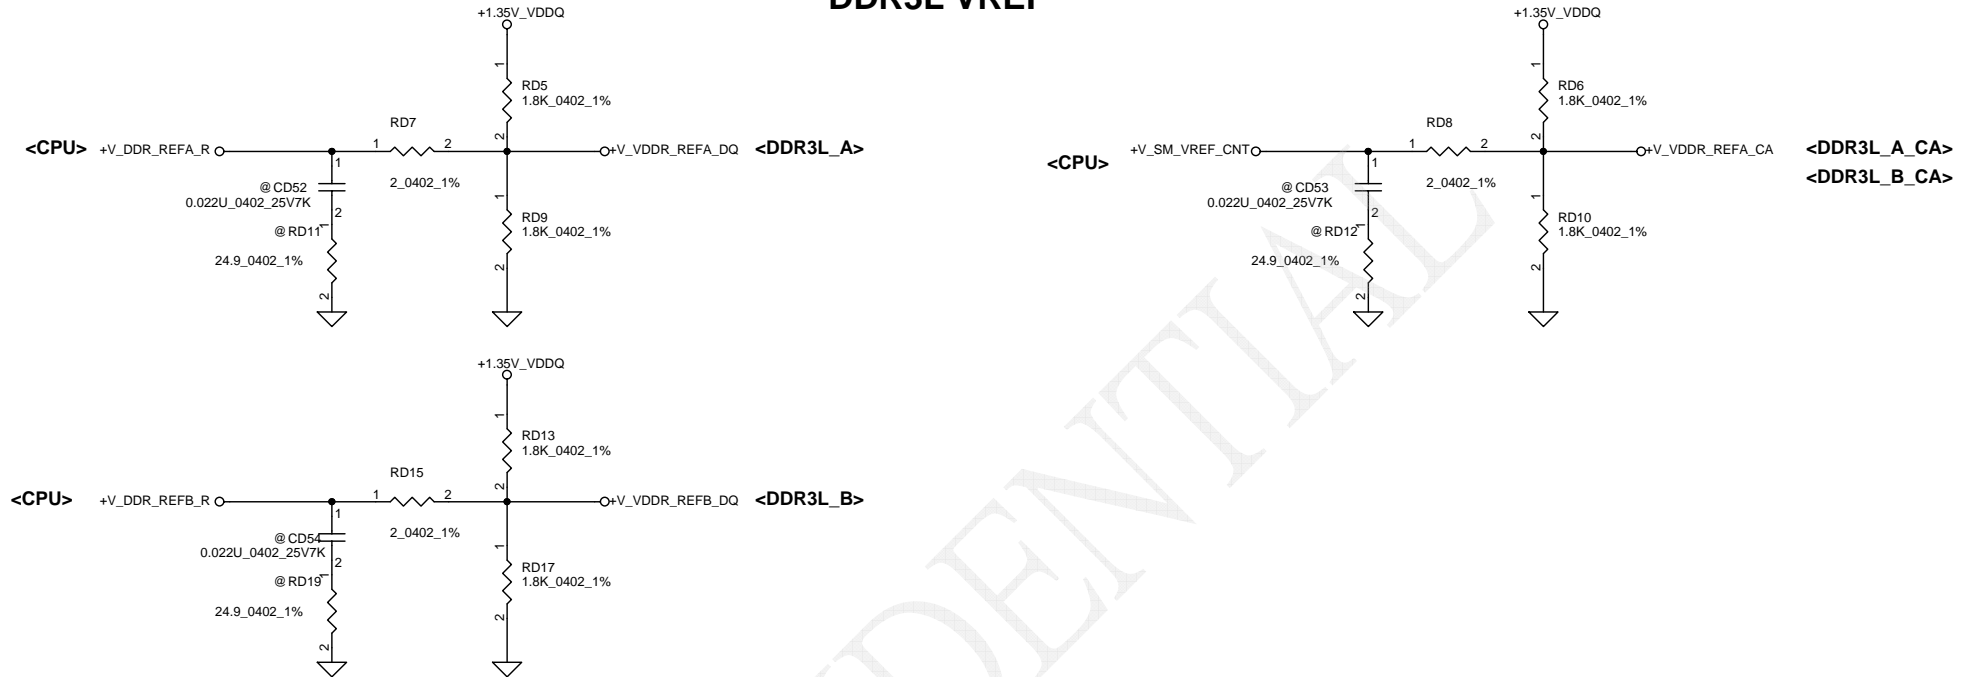 DDR3L VREF
+1.35V_VDDQ
1
RD5
1.8K_0402_1%
2
RD7
<CPU> +V_DDR_REFA_R 1 2 +V_VDDR_REFA_DQ <DDR3L_A>
2_0402_1%
1
@ CD52
0.022U_0402_25V7K
2
1
@ RD11
24.9_0402_1%
2
1
RD9
1.8K_0402_1%
2
+1.35V_VDDQ
1
RD6
1.8K_0402_1%
2
RD8
<CPU> +V_SM_VREF_CNT 1 2 +V_VDDR_REFA_CA <DDR3L_A_CA>
<DDR3L_B_CA>
2_0402_1%
1
@ CD53
0.022U_0402_25V7K
2
1
@ RD12
24.9_0402_1%
2
1
RD10
1.8K_0402_1%
2
+1.35V_VDDQ
1
RD13
1.8K_0402_1%
2
RD15
<CPU> +V_DDR_REFB_R 1 2 +V_VDDR_REFB_DQ <DDR3L_B>
2_0402_1%
1
@ CD54
0.022U_0402_25V7K
2
1
@ RD19
24.9_0402_1%
2
1
RD17
1.8K_0402_1%
2
DENTIAL